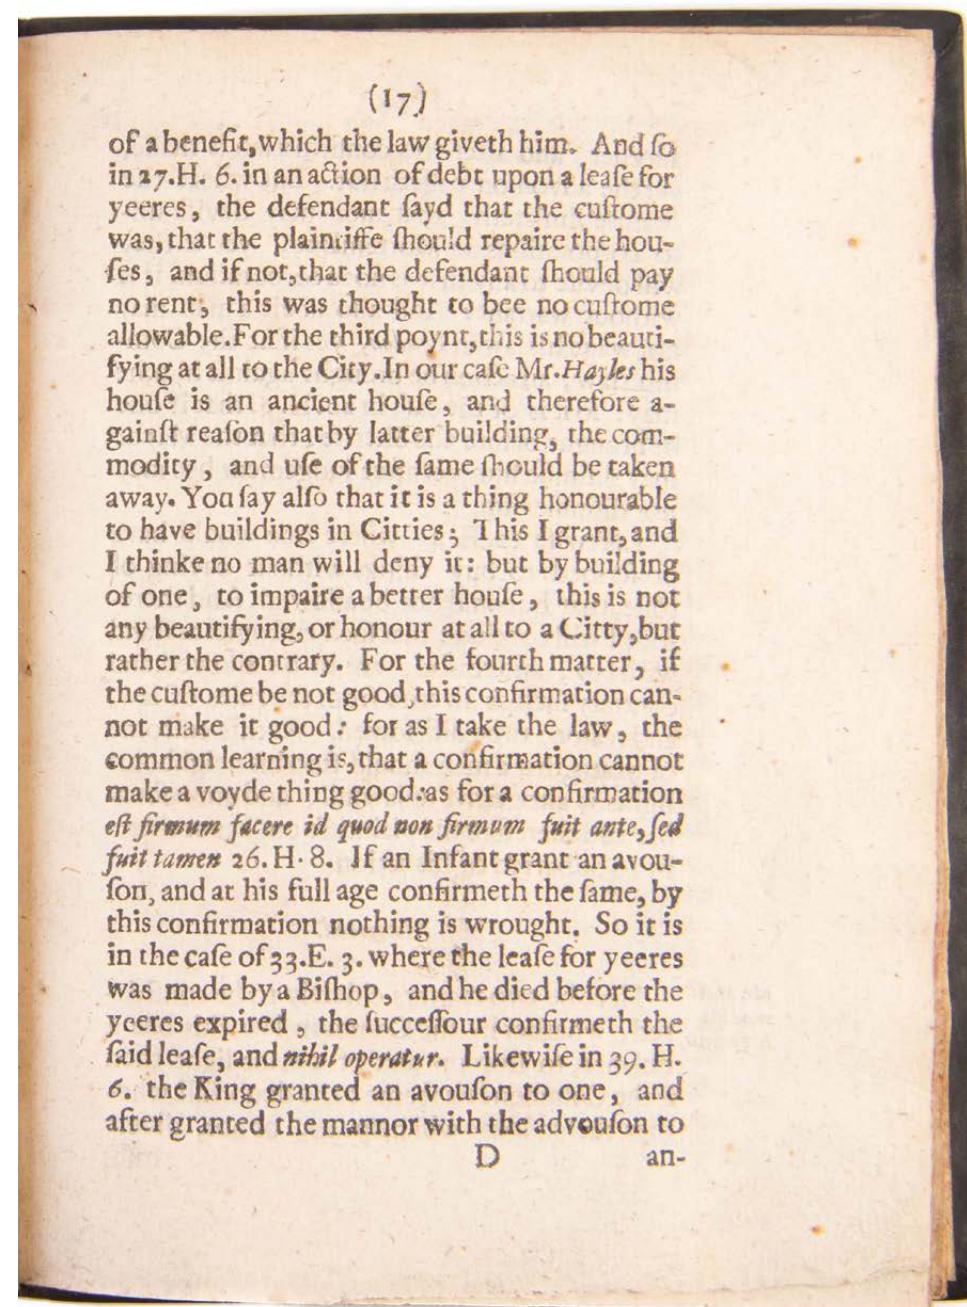 (17)
of a benefit, which the law giveth him. And ſo
in 27.H. 6. in an action of debt upon a leaſe for
yeeres, the defendant ſayd that the cuſtome
was, that the plaintiffe ſhould repaire the hou-
ſes, and if not, that the defendant ſhould pay
no rent, this was thought to bee no cuſtome
allowable. For the third poynt, this is no beauti-
fying at all to the City. In our caſe Mr. Hayles his
houſe is an ancient houſe, and therefore a-
gainſt reaſon that by latter building, the com-
modity, and uſe of the ſame ſhould be taken
away. You ſay alſo that it is a thing honourable
to have buildings in Citties; This I grant, and
I thinke no man will deny it: but by building
of one, to impaire a better houſe, this is not
any beautifying, or honour at all to a Citty, but
rather the contrary. For the fourth matter, if
the cuſtome be not good, this confirmation can-
not make it good: for as I take the law, the
common learning is, that a confirmation cannot
make a voyde thing good: as for a confirmation
eſt firmum facere id quod non firmum fuit ante, ſed
fuit tamen 26. H. 8. If an Infant grant an avou-
ſon, and at his full age confirmeth the ſame, by
this confirmation nothing is wrought. So it is
in the caſe of 33.E. 3. where the leaſe for yeeres
was made by a Biſhop, and he died before the
yeeres expired, the ſucceſſour confirmeth the
ſaid leaſe, and nihil operatur. Likewiſe in 39. H.
6. the King granted an avouſon to one, and
after granted the mannor with the advouſon to
D an-